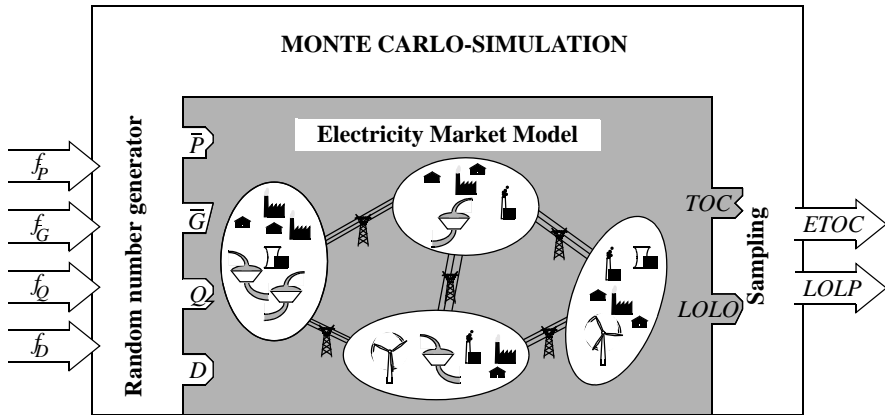 MONTE CARLO-SIMULATION
Random number generator
Electricity Market Model
Sampling
f_P
f_G
f_Q
f_D
P̅
G̅
Q
D
TOC
LOLO
ETOC
LOLP